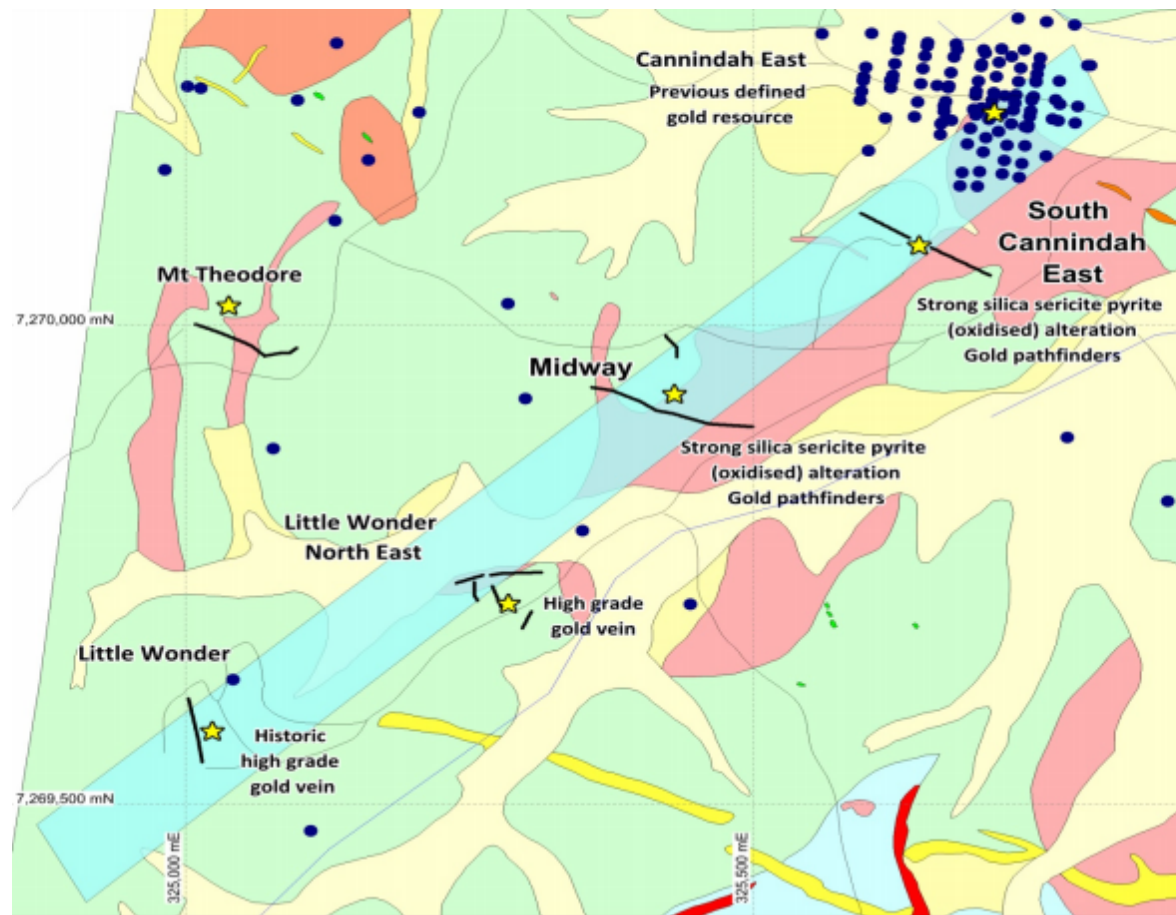 Cannindah East
Previous defined
gold resource
South
Cannindah
East
Strong silica sericite pyrite
(oxidised) alteration
Gold pathfinders
Mt Theodore
7,270,000 mN
Midway
Strong silica sericite pyrite
(oxidised) alteration
Gold pathfinders
Little Wonder
North East
High grade
gold vein
Little Wonder
Historic
high grade
gold vein
7,269,500 mN
325,000 mE
325,500 mE